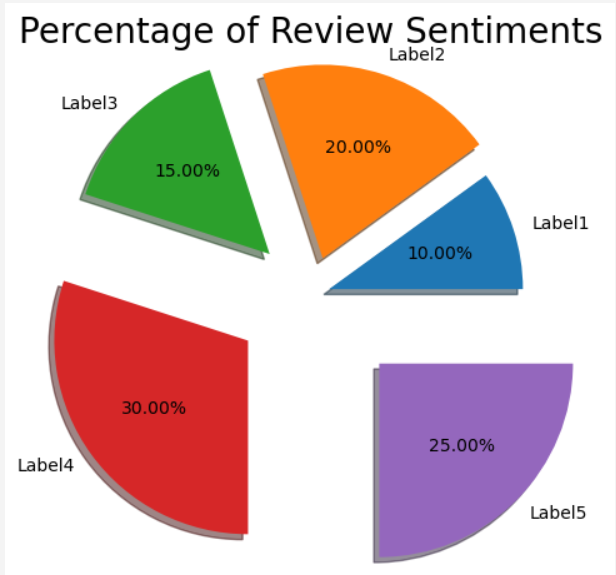 Percentage of Review Sentiments
Label2
Label3
20.00%
15.00%
Label1
10.00%
30.00%
25.00%
Label4
Label5